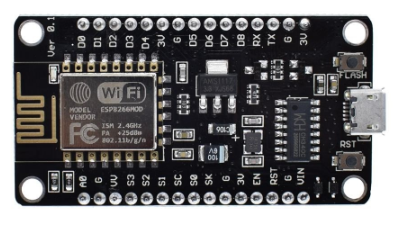 Ver 0.1
D0 D1 D2 D3 D4 3V G D5 D6 D7 D8 RX TX G 3V
WiFi
MODEL ESP8266MOD
VENDOR
ISM 2.4GHz
PA +25dBm
802.11b/g/n
FC
FLASH
RST
100
A0 G VV S3 S2 S1 SC S0 SK G 3V EN RST G VIN